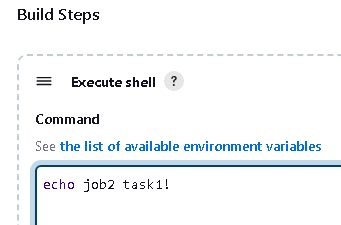 Build Steps
Execute shell ?
Command
See the list of available environment variables
echo job2 task1!